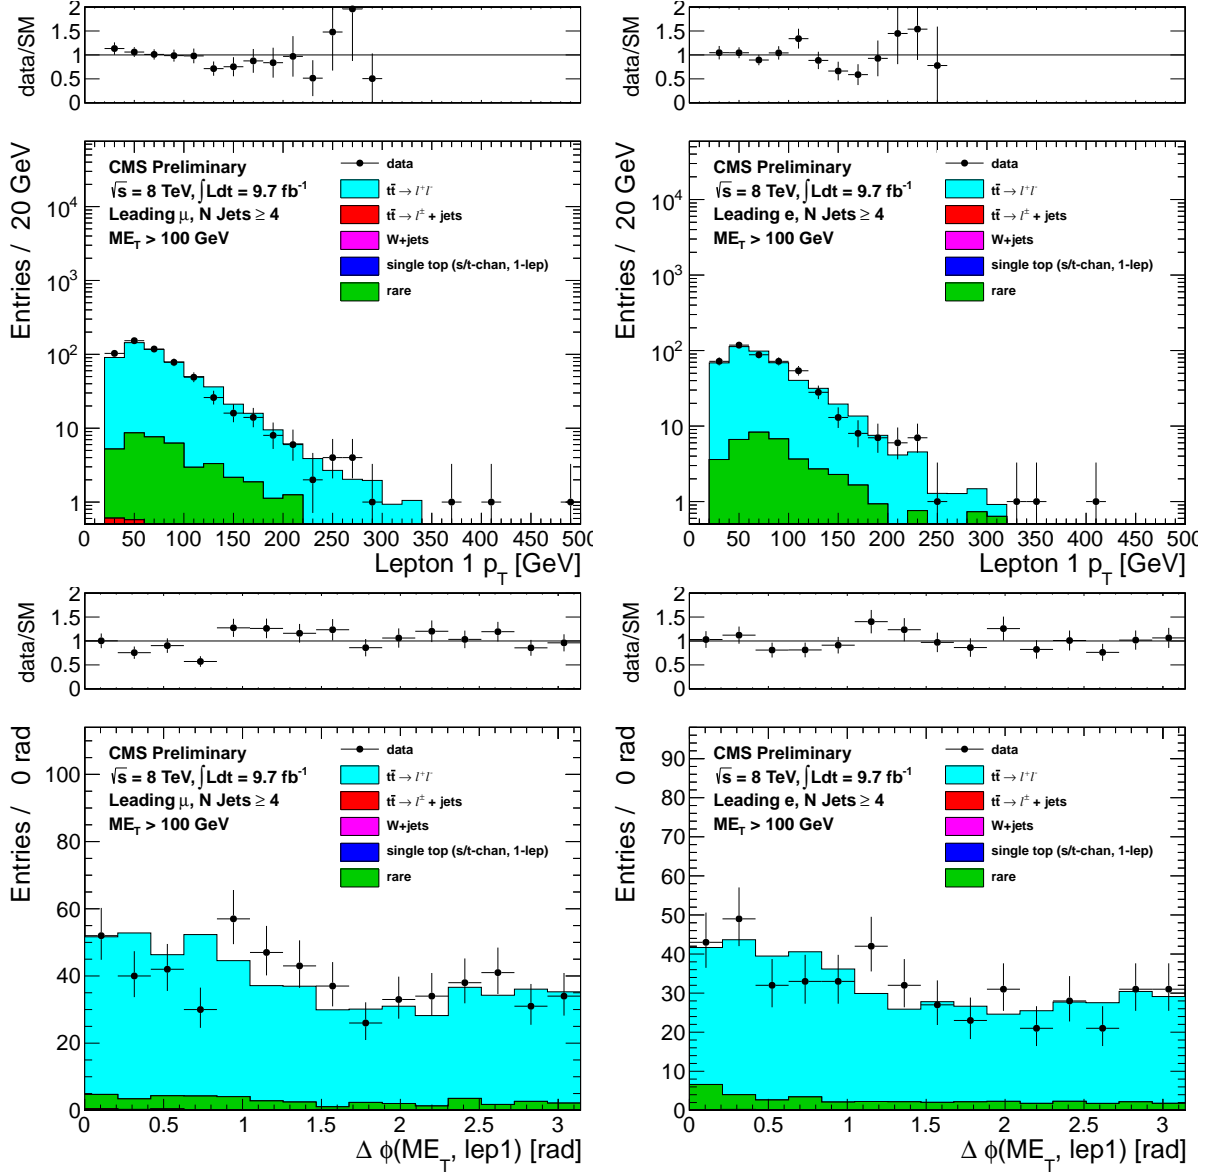 data/SM
2
1.5
1
0.5
0
Entries / 20 GeV
10⁴
10³
10²
10
1
CMS Preliminary
√s = 8 TeV, ∫Ldt = 9.7 fb⁻¹
Leading μ, N Jets ≥ 4
ME_T > 100 GeV
data
tt̄ → l⁺l⁻
tt̄ → l± + jets
W+jets
single top (s/t-chan, 1-lep)
rare
0 50 100 150 200 250 300 350 400 450 500
Lepton 1 p_T [GeV]
data/SM
2
1.5
1
0.5
0
Entries / 20 GeV
10⁴
10³
10²
10
1
CMS Preliminary
√s = 8 TeV, ∫Ldt = 9.7 fb⁻¹
Leading e, N Jets ≥ 4
ME_T > 100 GeV
data
tt̄ → l⁺l⁻
tt̄ → l± + jets
W+jets
single top (s/t-chan, 1-lep)
rare
0 50 100 150 200 250 300 350 400 450 500
Lepton 1 p_T [GeV]
data/SM
2
1.5
1
0.5
0
Entries / 0 rad
100
80
60
40
20
0
CMS Preliminary
√s = 8 TeV, ∫Ldt = 9.7 fb⁻¹
Leading μ, N Jets ≥ 4
ME_T > 100 GeV
data
tt̄ → l⁺l⁻
tt̄ → l± + jets
W+jets
single top (s/t-chan, 1-lep)
rare
0 0.5 1 1.5 2 2.5 3
Δ ϕ(ME_T, lep1) [rad]
data/SM
2
1.5
1
0.5
0
Entries / 0 rad
90
80
70
60
50
40
30
20
10
0
CMS Preliminary
√s = 8 TeV, ∫Ldt = 9.7 fb⁻¹
Leading e, N Jets ≥ 4
ME_T > 100 GeV
data
tt̄ → l⁺l⁻
tt̄ → l± + jets
W+jets
single top (s/t-chan, 1-lep)
rare
0 0.5 1 1.5 2 2.5 3
Δ ϕ(ME_T, lep1) [rad]